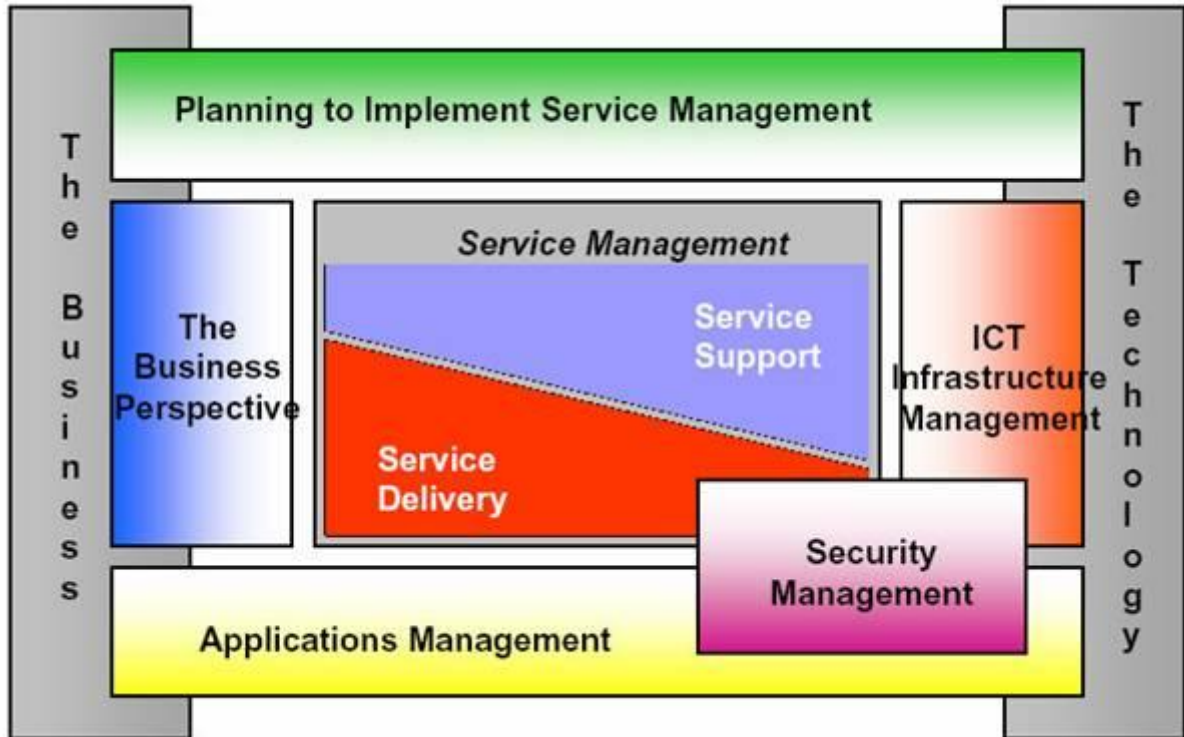 Planning to Implement Service Management
The Business
The Technology
Service Management
The
Business
Perspective
Service
Support
ICT
Infrastructure
Management
Service
Delivery
Security
Management
Applications Management